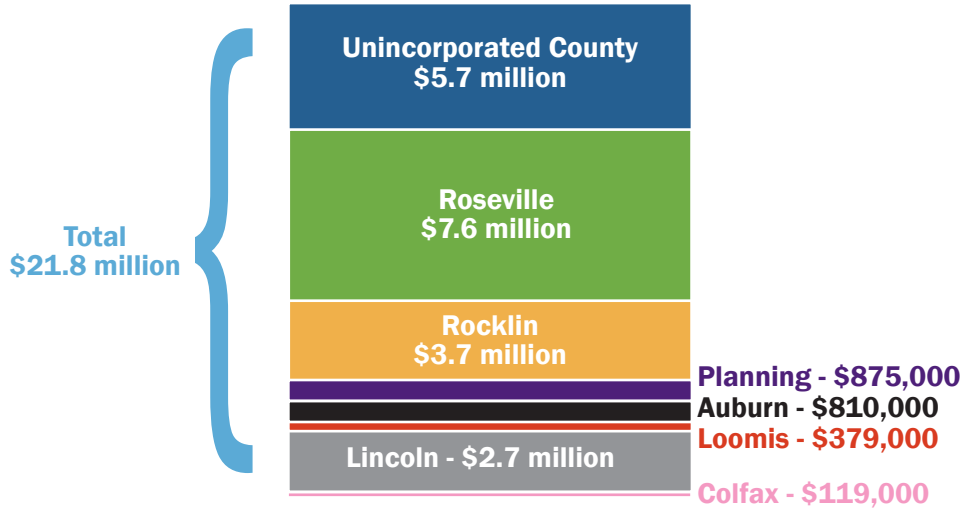 Unincorporated County
$5.7 million
Roseville
$7.6 million
Total
$21.8 million
Rocklin
$3.7 million
Planning - $875,000
Auburn - $810,000
Loomis - $379,000
Lincoln - $2.7 million
Colfax - $119,000